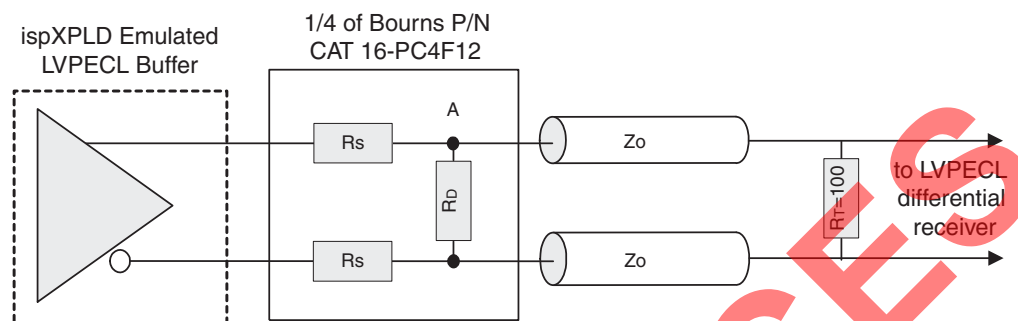 ispXPLD Emulated
LVPECL Buffer
1/4 of Bourns P/N
CAT 16-PC4F12
A
Rs
Zo
RD
RT=100
to LVPECL
differential
receiver
Rs
Zo
ES